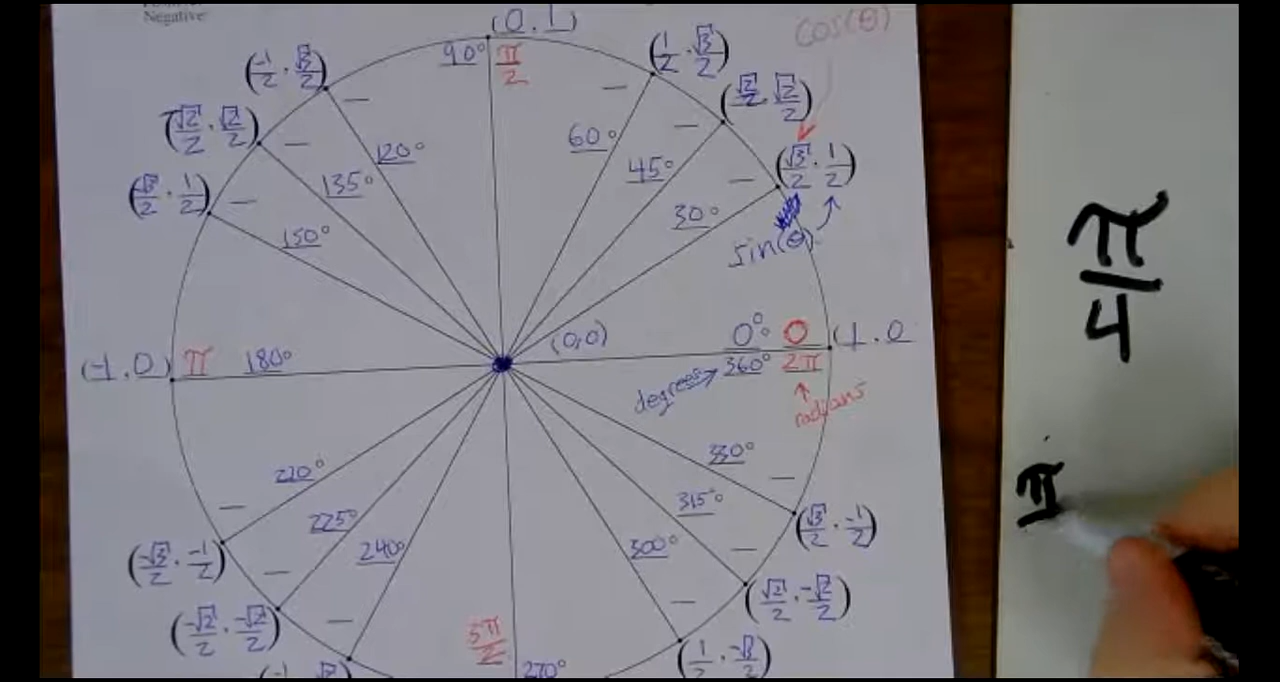 Negative
(0,1)
cos(θ)
90° π/2
(-1/2, √3/2)
(1/2, √3/2)
(-√2/2, √2/2)
(√2/2, √2/2)
120°
60°
(-√3/2, 1/2)
135°
45°
(√3/2, 1/2)
150°
30°
sin(θ)
(0,0)
0° 0 (1,0
(-1,0) π 180°
degrees 360° 2π
radians
210°
330°
225°
315°
240°
300°
(-√3/2, -1/2)
(√3/2, -1/2)
(-√2/2, -√2/2)
(√2/2, -√2/2)
270°
(1/2, -√3/2)
π/4
π